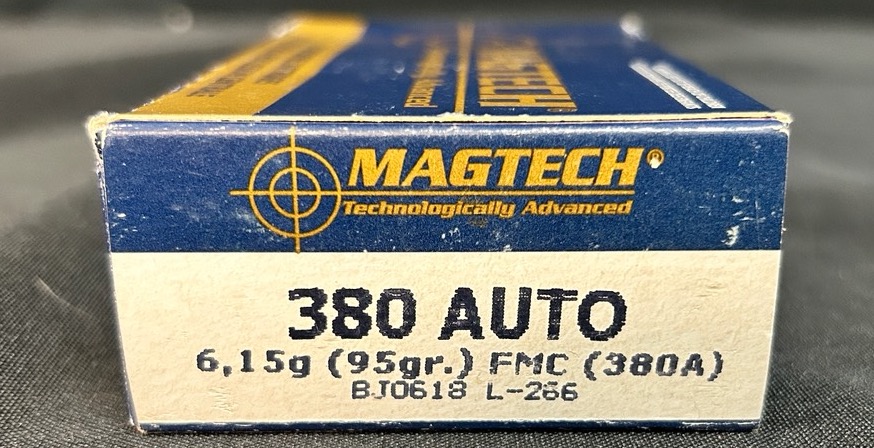 MAGTECH®
Technologically Advanced
380 AUTO
6,15g (95gr.) FMC (380A)
BJ0618 L-266